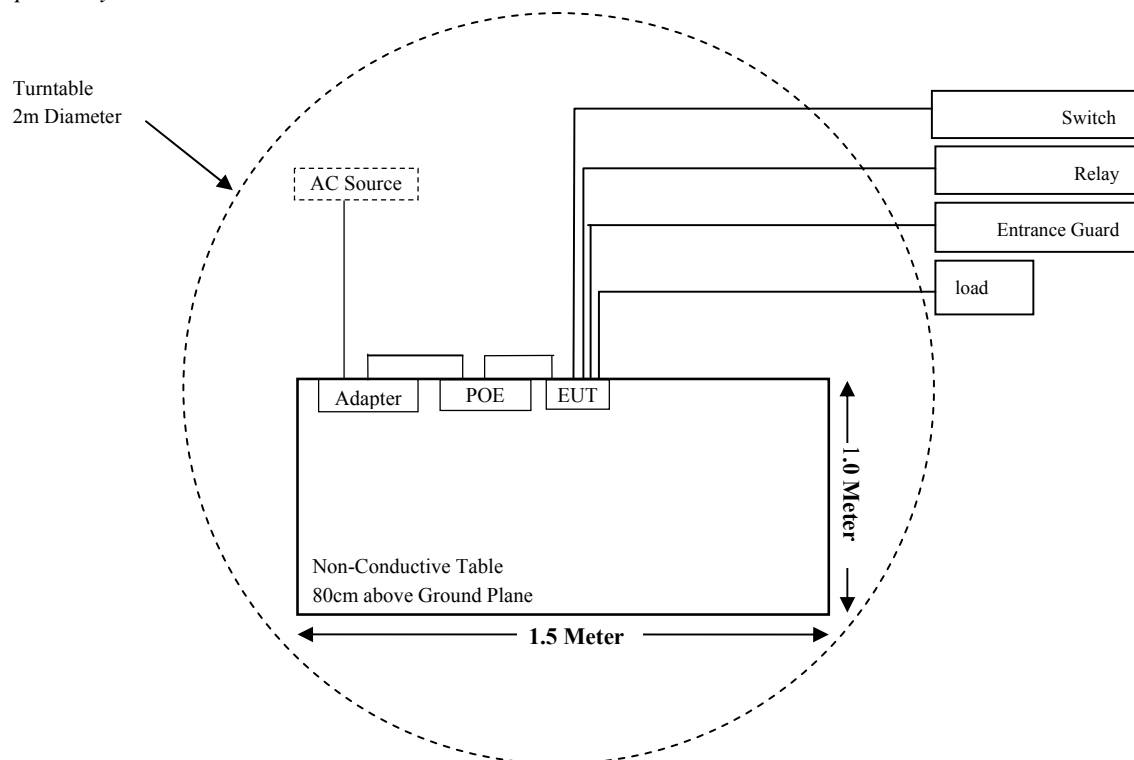 Turntable
2m Diameter
Switch
AC Source
Relay
Entrance Guard
load
Adapter
POE
EUT
1.0 Meter
Non-Conductive Table
80cm above Ground Plane
1.5 Meter